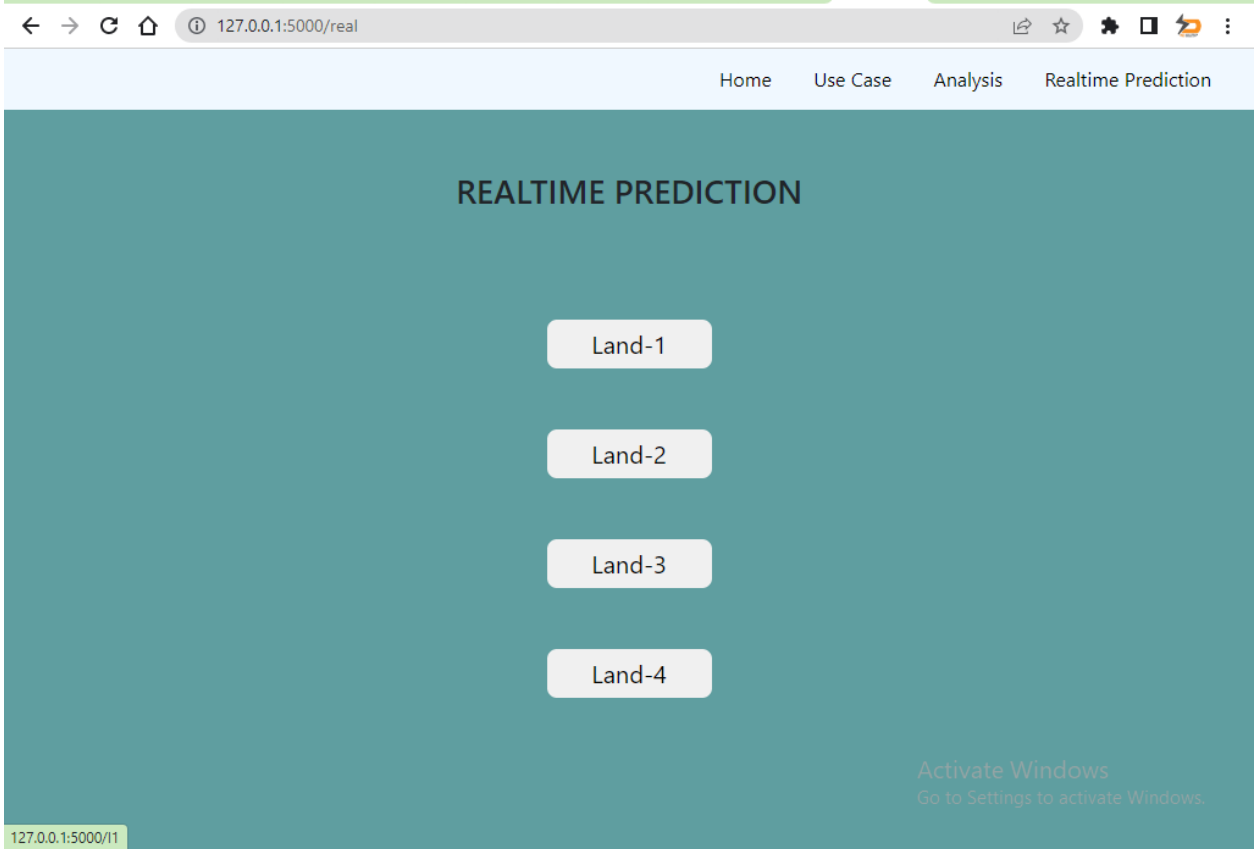 127.0.0.1:5000/real
Home Use Case Analysis Realtime Prediction
REALTIME PREDICTION
Land-1
Land-2
Land-3
Land-4
Activate Windows
Go to Settings to activate Windows.
127.0.0.1:5000/l1